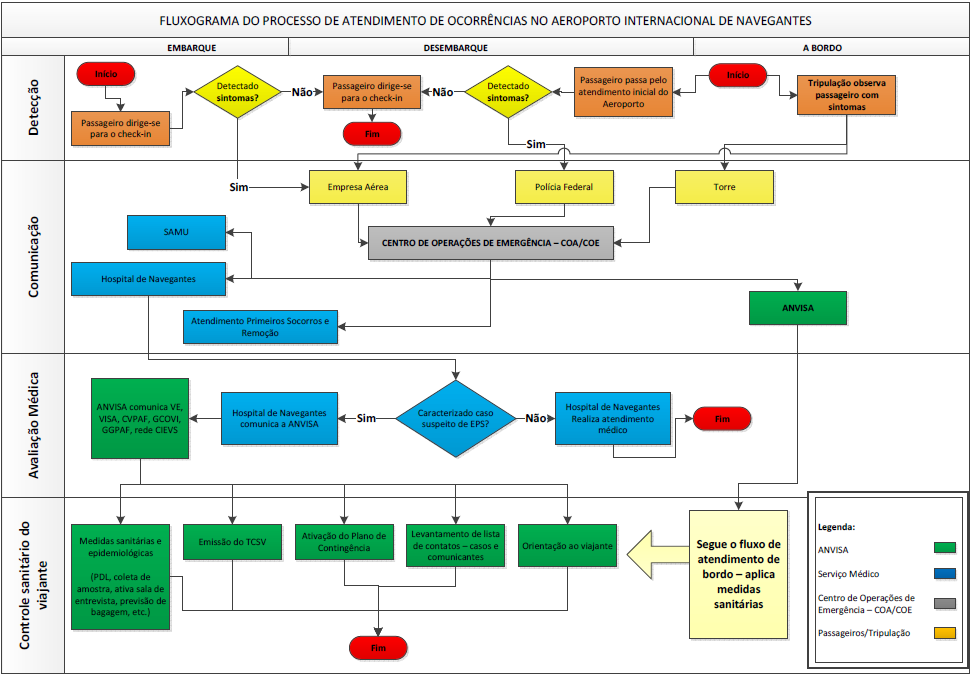 FLUXOGRAMA DO PROCESSO DE ATENDIMENTO DE OCORRÊNCIAS NO AEROPORTO INTERNACIONAL DE NAVEGANTES
EMBARQUE
DESEMBARQUE
A BORDO
Detecção
Início
Passageiro dirige-se
para o check-in
Detectado
sintomas?
Não
Passageiro dirige-se
para o check-in
Fim
Não
Detectado
sintomas?
Sim
Passageiro passa pelo
atendimento inicial do
Aeroporto
Início
Tripulação observa
passageiro com
sintomas
Comunicação
Sim
Empresa Aérea
Polícia Federal
Torre
SAMU
CENTRO DE OPERAÇÕES DE EMERGÊNCIA – COA/COE
Hospital de Navegantes
ANVISA
Atendimento Primeiros Socorros e
Remoção
Avaliação Médica
ANVISA comunica VE,
VISA, CVPAF, GCOVI,
GGPAF, rede CIEVS
Hospital de Navegantes
comunica a ANVISA
Sim
Caracterizado caso
suspeito de EPS?
Não
Hospital de Navegantes
Realiza atendimento
médico
Fim
Controle sanitário do
viajante
Medidas sanitárias e
epidemiológicas
(PDL, coleta de
amostra, ativa sala de
entrevista, previsão de
bagagem, etc.)
Emissão do TCSV
Ativação do Plano de
Contingência
Levantamento de lista
de contatos – casos e
comunicantes
Orientação ao viajante
Fim
Segue o fluxo de
atendimento de
bordo – aplica
medidas
sanitárias
Legenda:
ANVISA
Serviço Médico
Centro de Operações de
Emergência – COA/COE
Passageiros/Tripulação